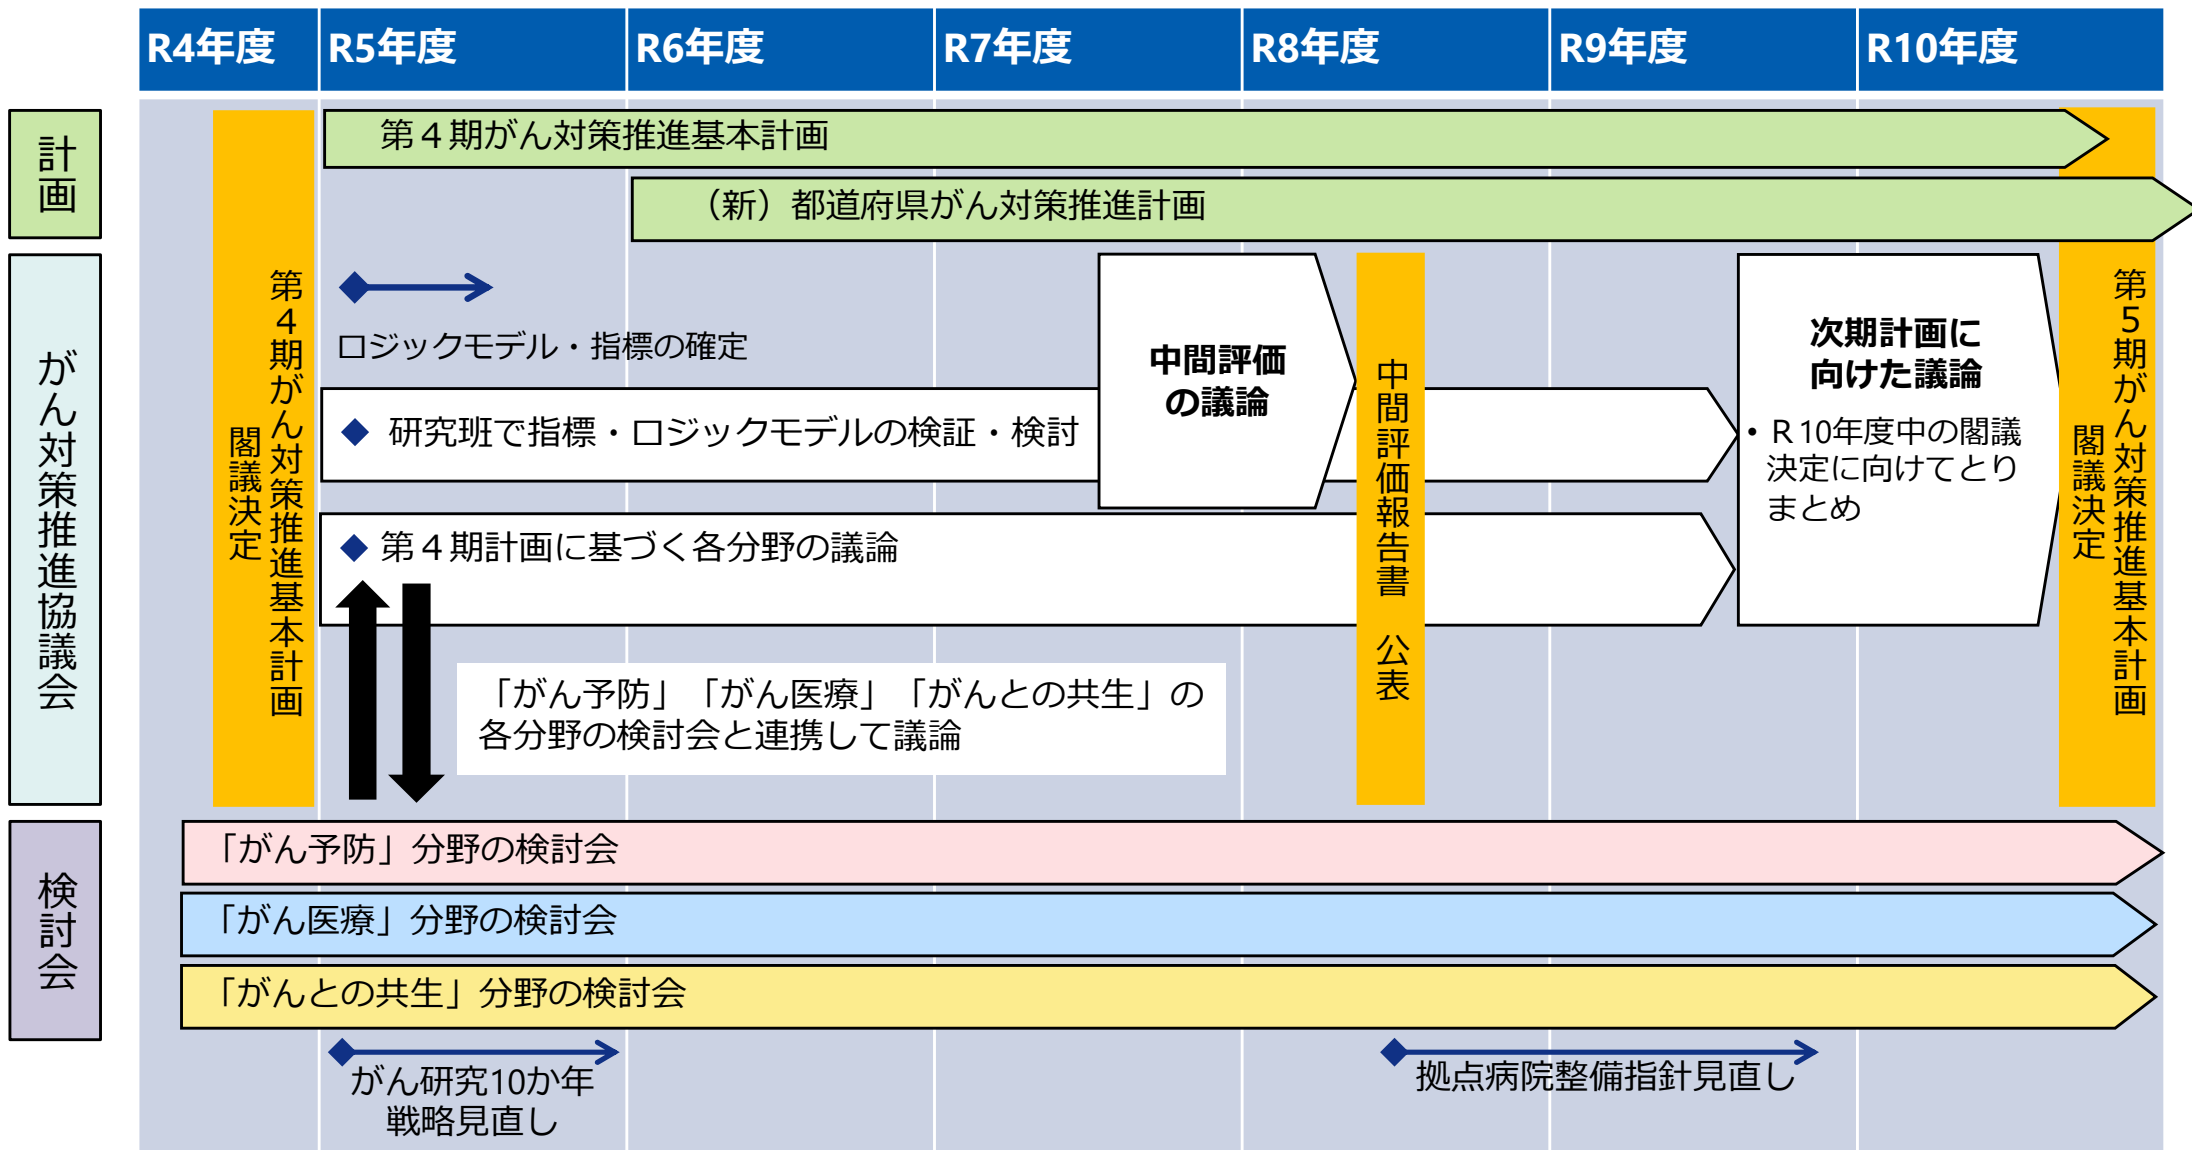 R4年度
R5年度
R6年度
R7年度
R8年度
R9年度
R10年度
計画
第４期がん対策推進基本計画
（新）都道府県がん対策推進計画
がん対策推進協議会
第４期がん対策推進基本計画
閣議決定
ロジックモデル・指標の確定
◆ 研究班で指標・ロジックモデルの検証・検討
◆ 第４期計画に基づく各分野の議論
「がん予防」「がん医療」「がんとの共生」の
各分野の検討会と連携して議論
中間評価
の議論
中間評価報告書　公表
次期計画に
向けた議論
・R10年度中の閣議
決定に向けてとり
まとめ
第５期がん対策推進基本計画
閣議決定
検討会
「がん予防」分野の検討会
「がん医療」分野の検討会
「がんとの共生」分野の検討会
がん研究10か年
戦略見直し
拠点病院整備指針見直し